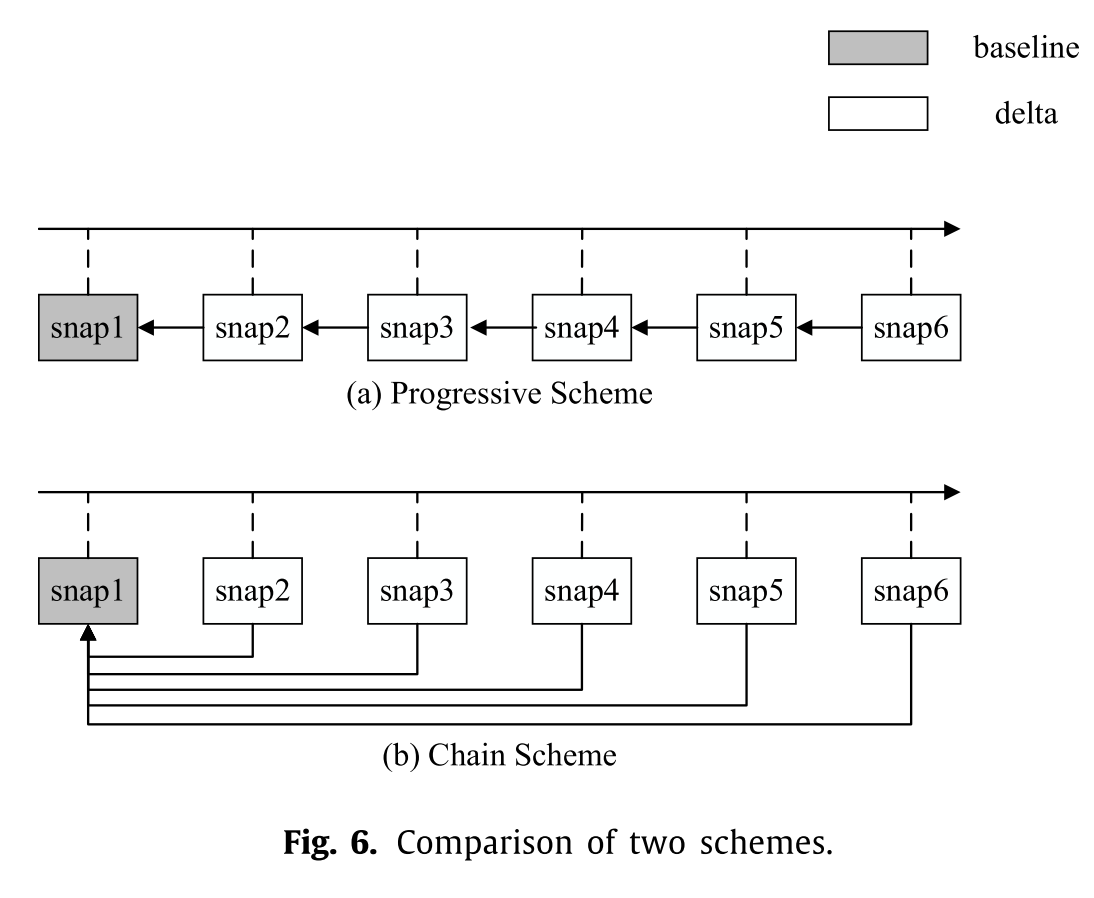 baseline
delta
snap1 snap2 snap3 snap4 snap5 snap6
(a) Progressive Scheme
snap1 snap2 snap3 snap4 snap5 snap6
(b) Chain Scheme
Fig. 6. Comparison of two schemes.